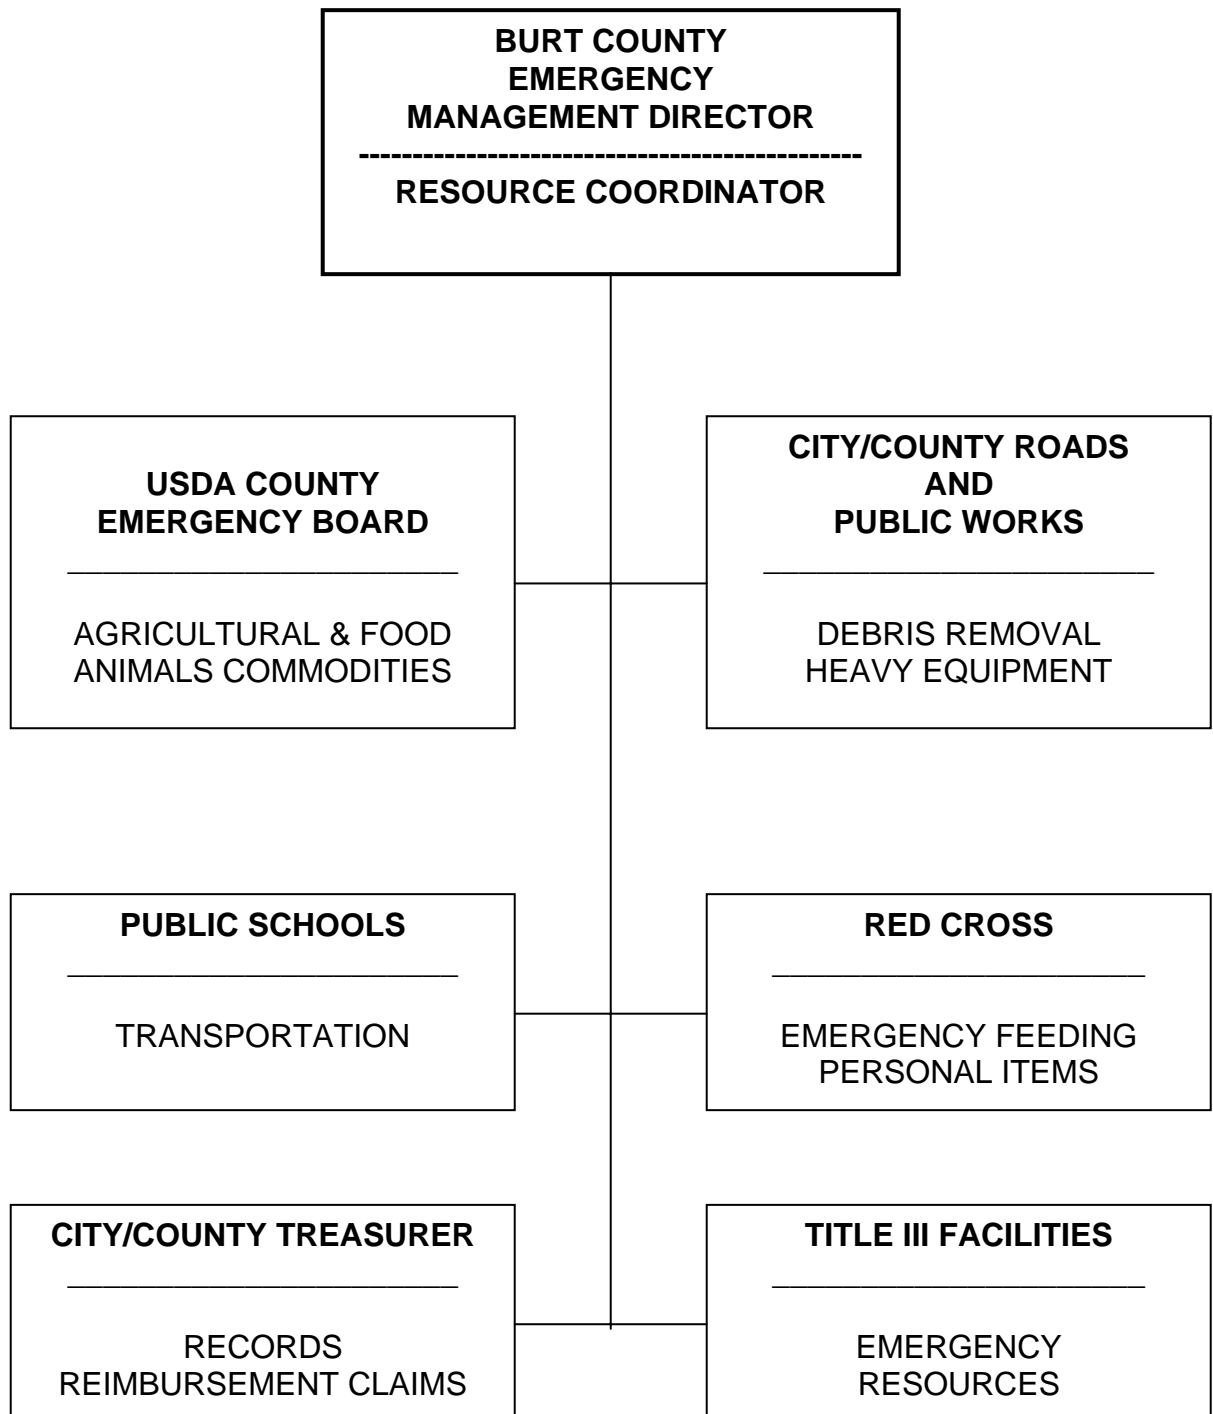 BURT COUNTY
EMERGENCY
MANAGEMENT DIRECTOR
-----------------------------------------------
RESOURCE COORDINATOR
USDA COUNTY
EMERGENCY BOARD
AGRICULTURAL & FOOD
ANIMALS COMMODITIES
CITY/COUNTY ROADS
AND
PUBLIC WORKS
DEBRIS REMOVAL
HEAVY EQUIPMENT
PUBLIC SCHOOLS
TRANSPORTATION
RED CROSS
EMERGENCY FEEDING
PERSONAL ITEMS
CITY/COUNTY TREASURER
RECORDS
REIMBURSEMENT CLAIMS
TITLE III FACILITIES
EMERGENCY
RESOURCES